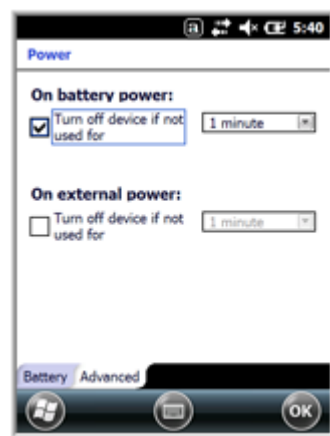 a 5:40
Power
On battery power:
Turn off device if not
used for
1 minute
On external power:
Turn off device if not
used for
1 minute
Battery Advanced
OK